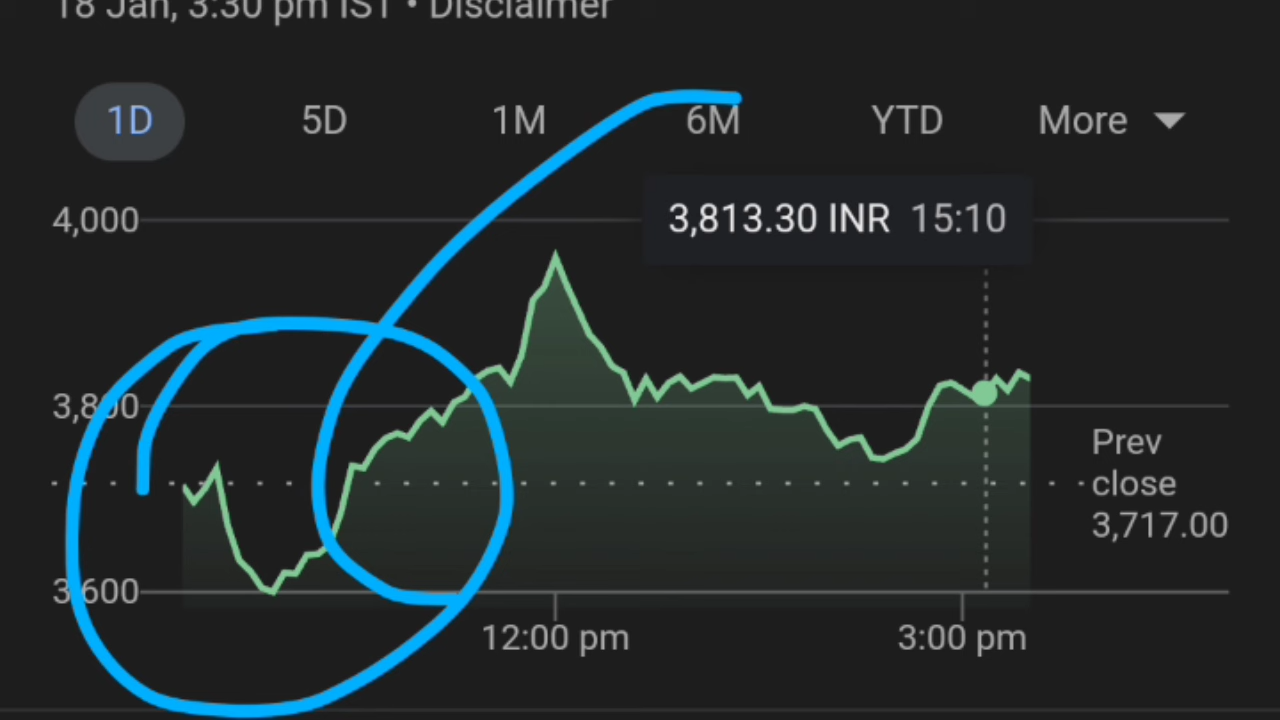 18 Jan, 3:30 pm IST • Disclaimer
1D 5D 1M 6M YTD More
4,000
3,813.30 INR 15:10
3,800
Prev
close
3,717.00
3,600
12:00 pm 3:00 pm